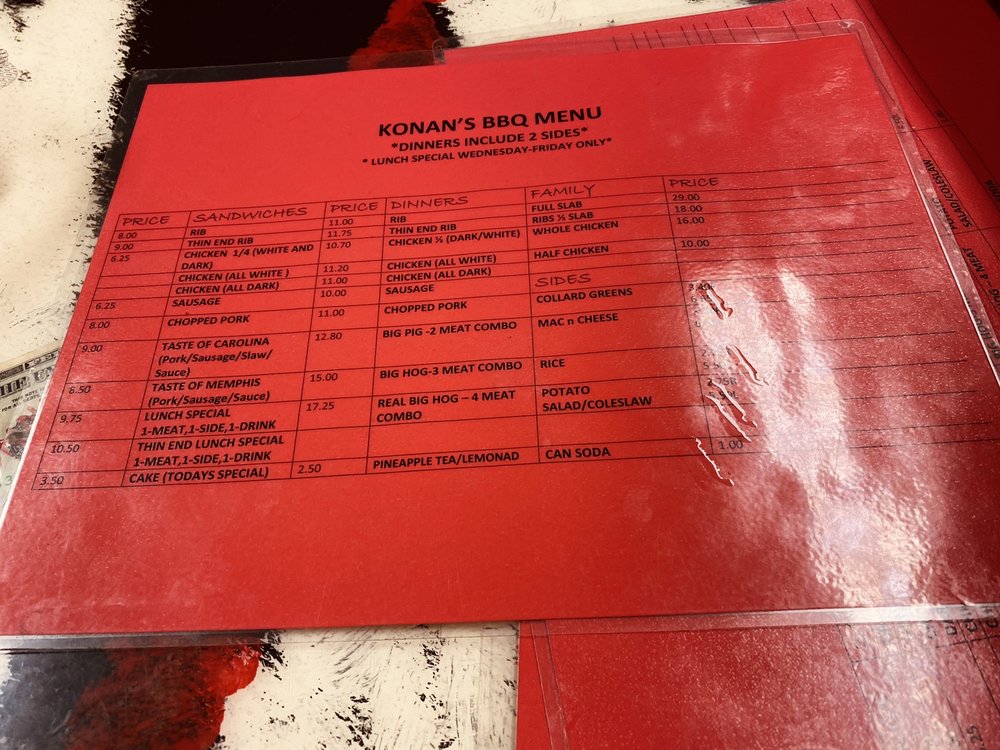 KONAN'S BBQ MENU
*DINNERS INCLUDE 2 SIDES*
* LUNCH SPECIAL WEDNESDAY-FRIDAY ONLY*
PRICE SANDWICHES PRICE DINNERS FAMILY PRICE
8.00 RIB 11.00 RIB FULL SLAB 29.00
9.00 THIN END RIB 11.75 THIN END RIB RIBS ½ SLAB 18.00
6.25 CHICKEN 1/4 (WHITE AND DARK) 10.70 CHICKEN ½ (DARK/WHITE) WHOLE CHICKEN 16.00
CHICKEN (ALL WHITE ) 11.20 CHICKEN (ALL WHITE) HALF CHICKEN 10.00
CHICKEN (ALL DARK) 11.00 CHICKEN (ALL DARK)
6.25 SAUSAGE 10.00 SAUSAGE SIDES
8.00 CHOPPED PORK 11.00 CHOPPED PORK COLLARD GREENS
9.00 TASTE OF CAROLINA (Pork/Sausage/Slaw/Sauce) 12.80 BIG PIG -2 MEAT COMBO MAC n CHEESE
8.50 TASTE OF MEMPHIS (Pork/Sausage/Sauce) 15.00 BIG HOG-3 MEAT COMBO RICE
9.75 LUNCH SPECIAL 1-MEAT,1-SIDE,1-DRINK 17.25 REAL BIG HOG – 4 MEAT COMBO POTATO SALAD/COLESLAW
10.50 THIN END LUNCH SPECIAL 1-MEAT,1-SIDE,1-DRINK
3.50 CAKE (TODAYS SPECIAL) 2.50 PINEAPPLE TEA/LEMONAD CAN SODA 1.00
SALAD/COLESLAW
4 MEAT